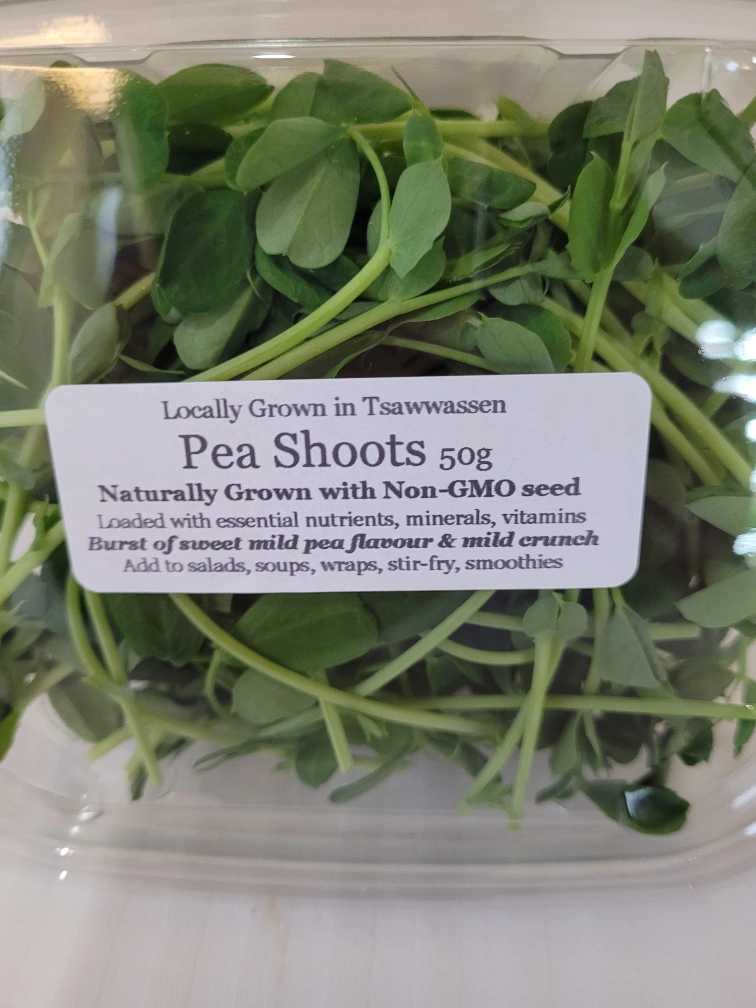 Locally Grown in Tsawwassen
Pea Shoots 50g
Naturally Grown with Non-GMO seed
Loaded with essential nutrients, minerals, vitamins
Burst of sweet mild pea flavour & mild crunch
Add to salads, soups, wraps, stir-fry, smoothies